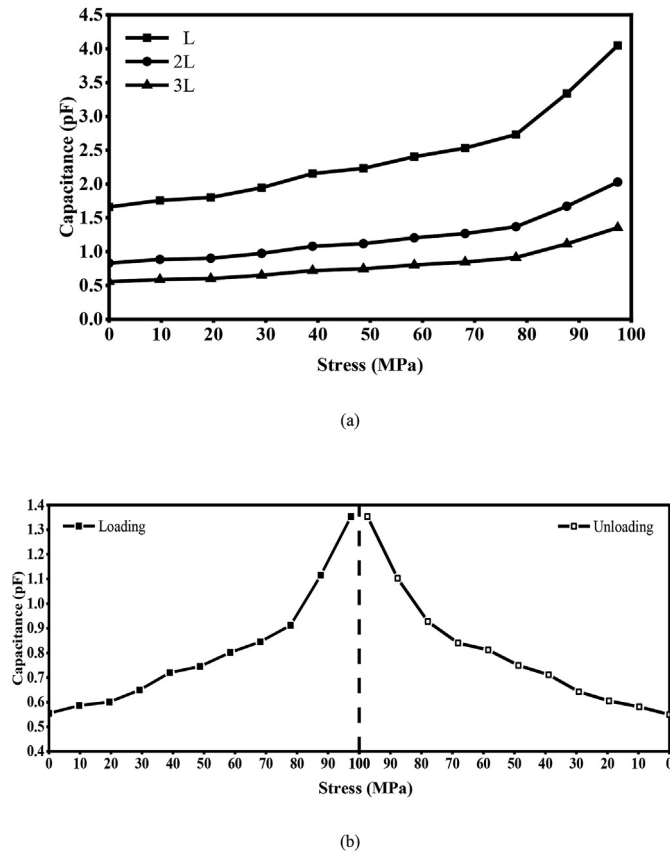 4.5
4.0
3.5
3.0
2.5
2.0
1.5
1.0
0.5
0.0
Capacitance (pF)
L
2L
3L
0 10 20 30 40 50 60 70 80 90 100
Stress (MPa)
(a)
1.4
1.3
1.2
1.1
1.0
0.9
0.8
0.7
0.6
0.5
0.4
Capacitance (pF)
Loading
Unloading
0 10 20 30 40 50 60 70 80 90 100 90 80 70 60 50 40 30 20 10 0
Stress (MPa)
(b)